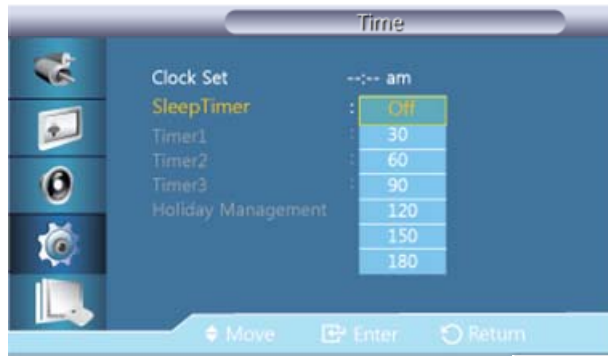 Time
Clock Set --:-- am
SleepTimer : Off
Timer1 : 30
Timer2 60
Timer3 : 90
Holiday Management 120
150
180
Move Enter Return